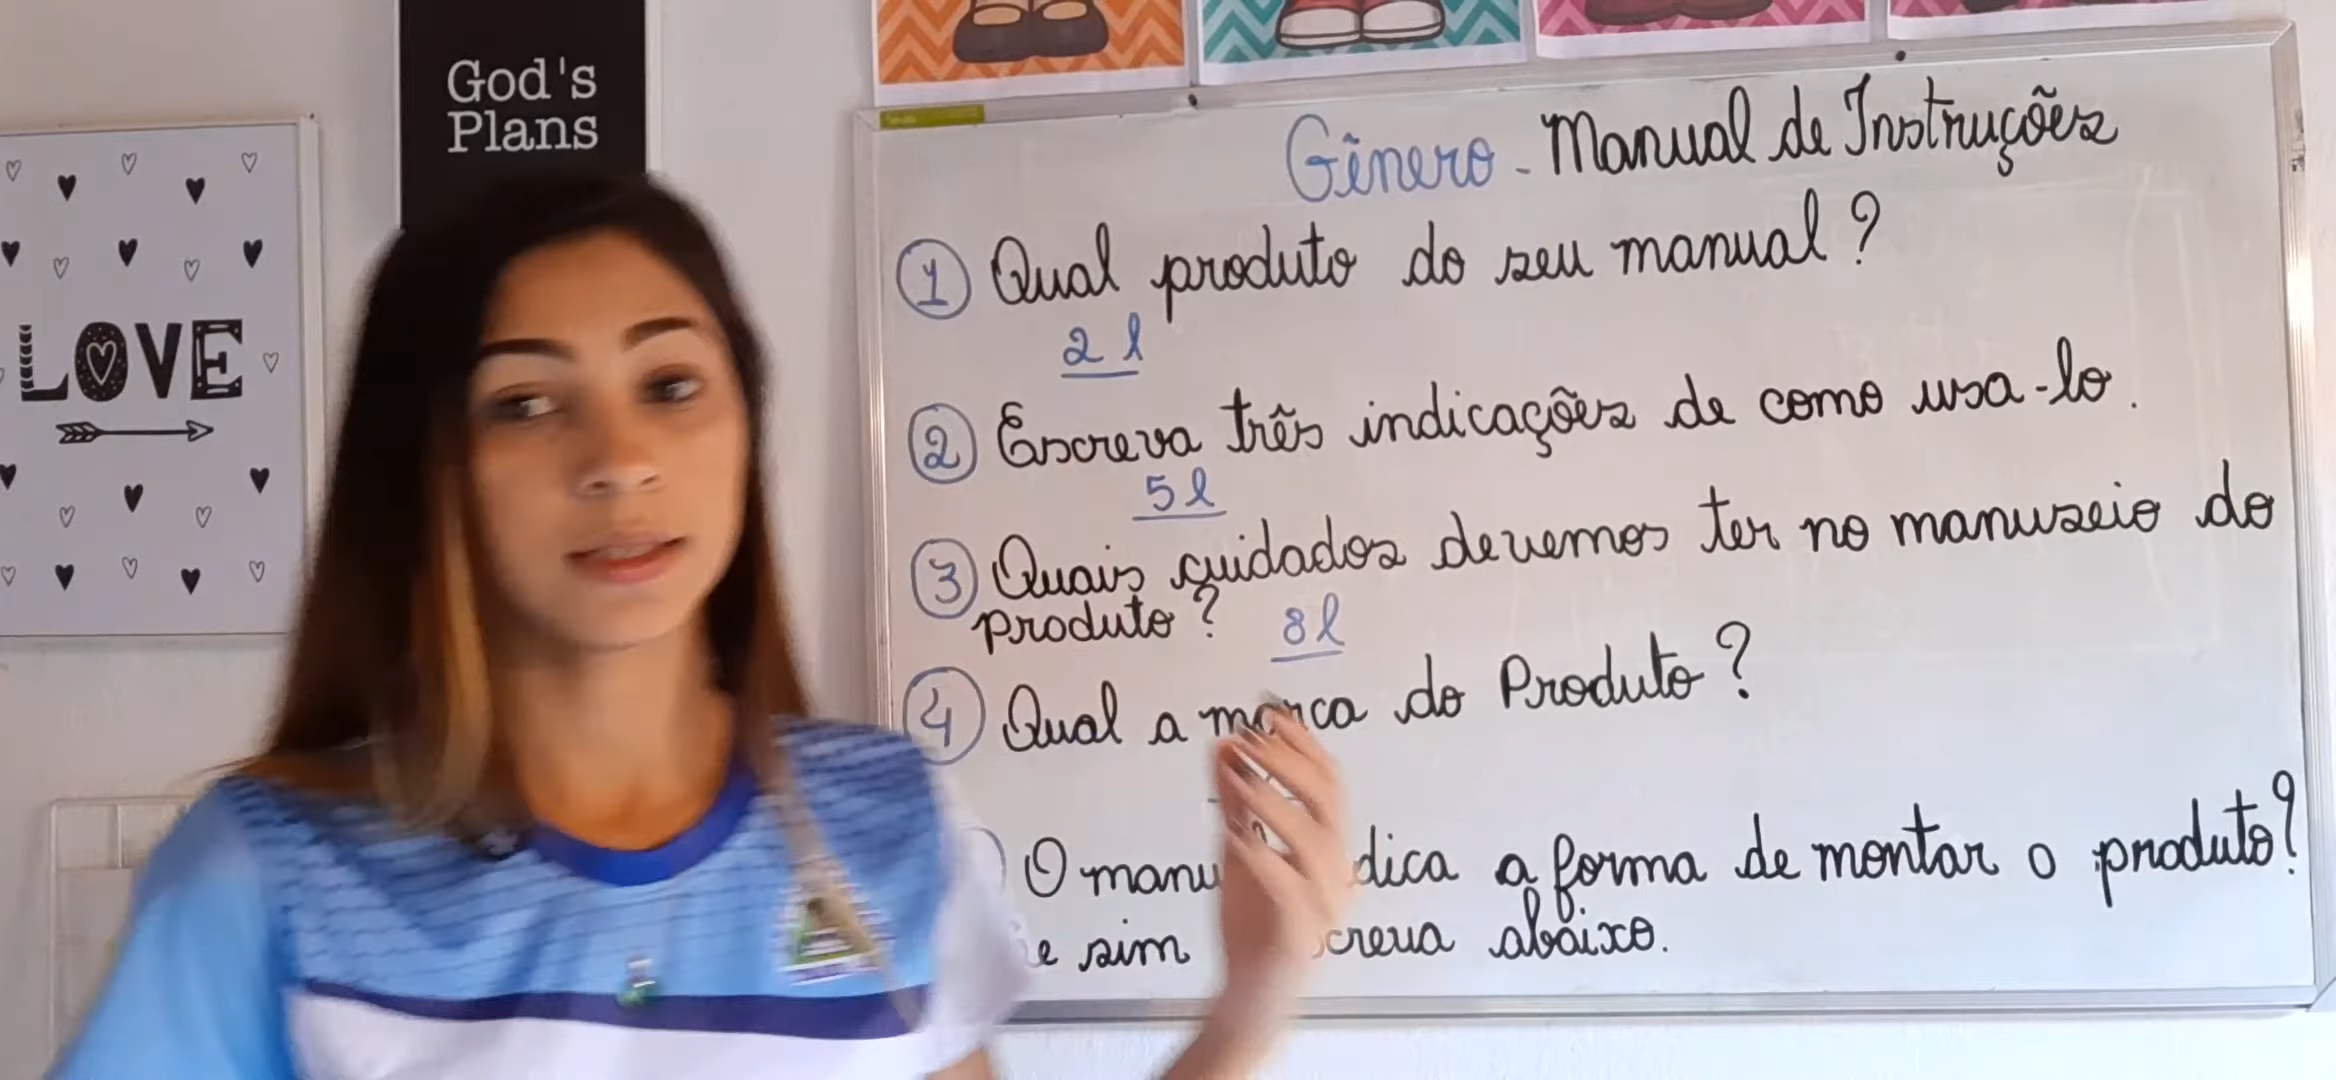 God's
Plans
LOVE
Gênero - Manual de Instruções
1 Qual produto do seu manual?
2 l
2 Escreva três indicações de como usa-lo.
5 l
3 Quais cuidados devemos ter no manuseio do
produto? 8 l
4 Qual a marca do Produto?
O manu dica a forma de montar o produto?
e sim creva abaixo.